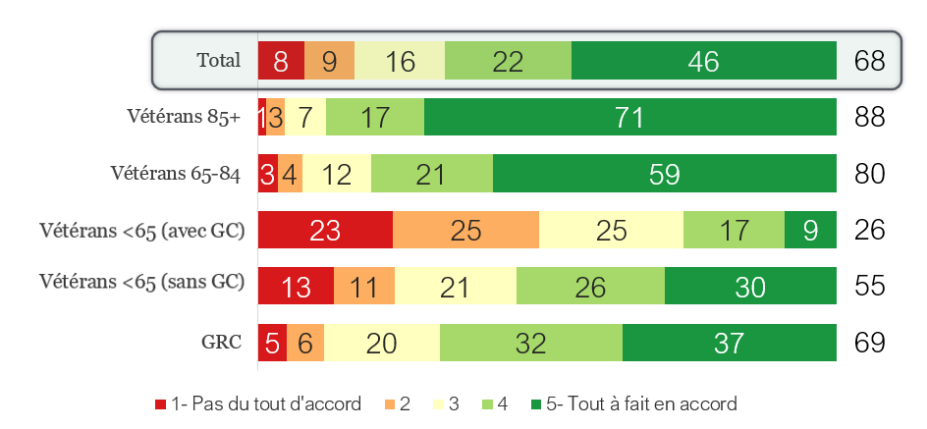 Total 8 9 16 22 46 68
Vétérans 85+ 1 3 7 17 71 88
Vétérans 65-84 3 4 12 21 59 80
Vétérans <65 (avec GC) 23 25 25 17 9 26
Vétérans <65 (sans GC) 13 11 21 26 30 55
GRC 5 6 20 32 37 69
1- Pas du tout d'accord 2 3 4 5- Tout à fait en accord